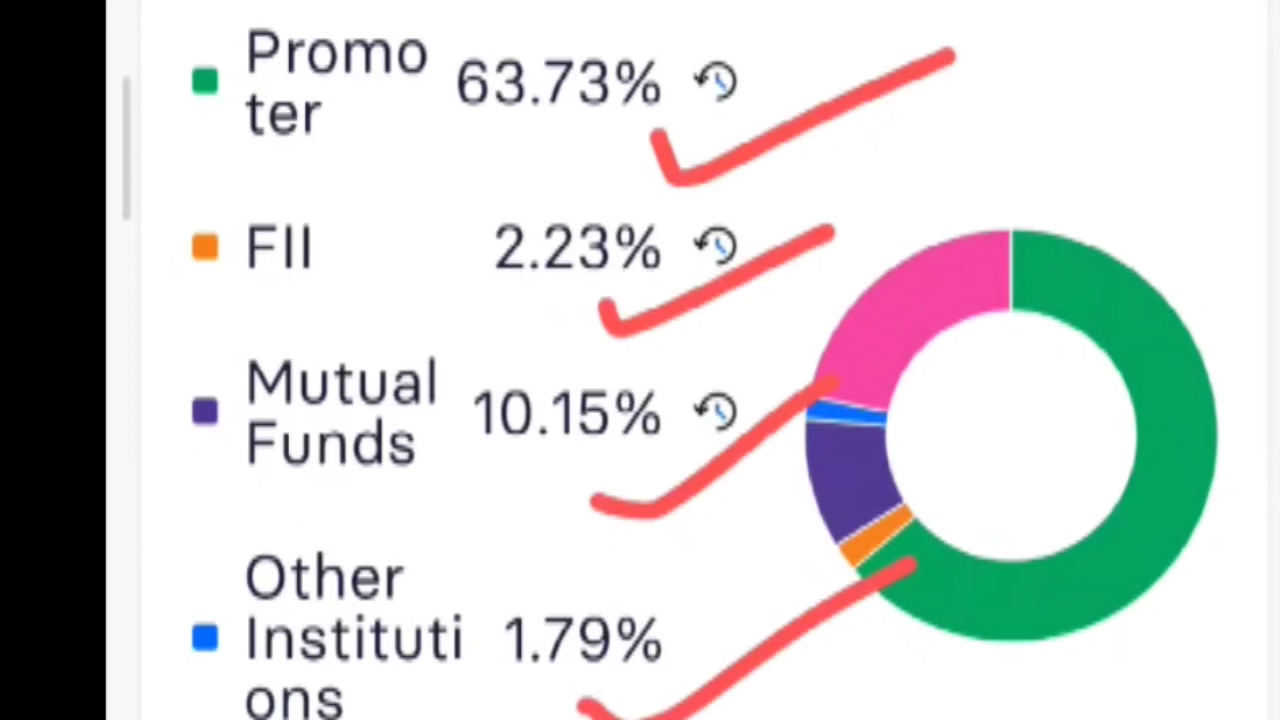 Promo
ter 63.73%
FII 2.23%
Mutual
Funds 10.15%
Other
Instituti 1.79%
ons